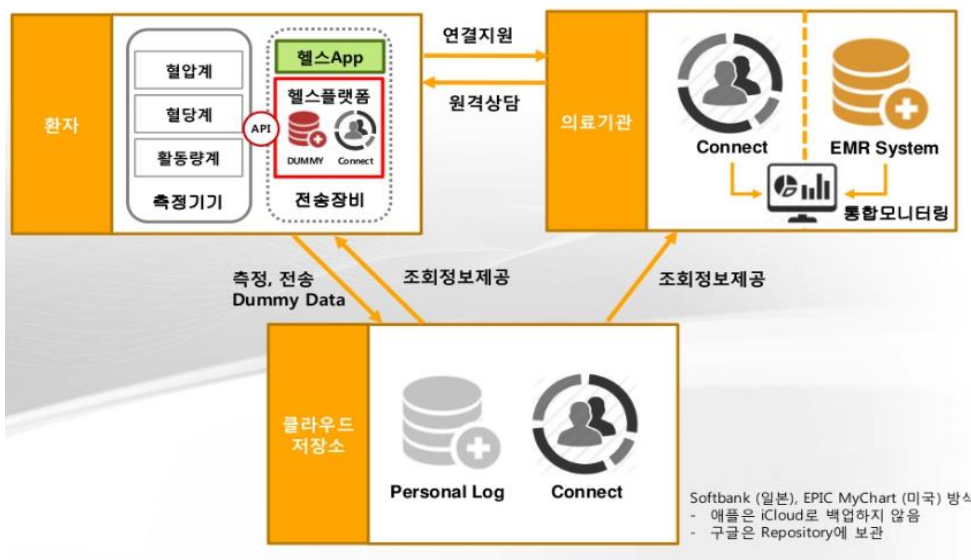 환자
혈압계
혈당계
활동량계
측정기기
API
헬스App
헬스플랫폼
DUMMY
Connect
전송장비
연결지원
원격상담
의료기관
Connect
EMR System
통합모니터링
측정, 전송
Dummy Data
조회정보제공
조회정보제공
클라우드
저장소
Personal Log
Connect
Softbank (일본), EPIC MyChart (미국) 방식
- 애플은 iCloud로 백업하지 않음
- 구글은 Repository에 보관